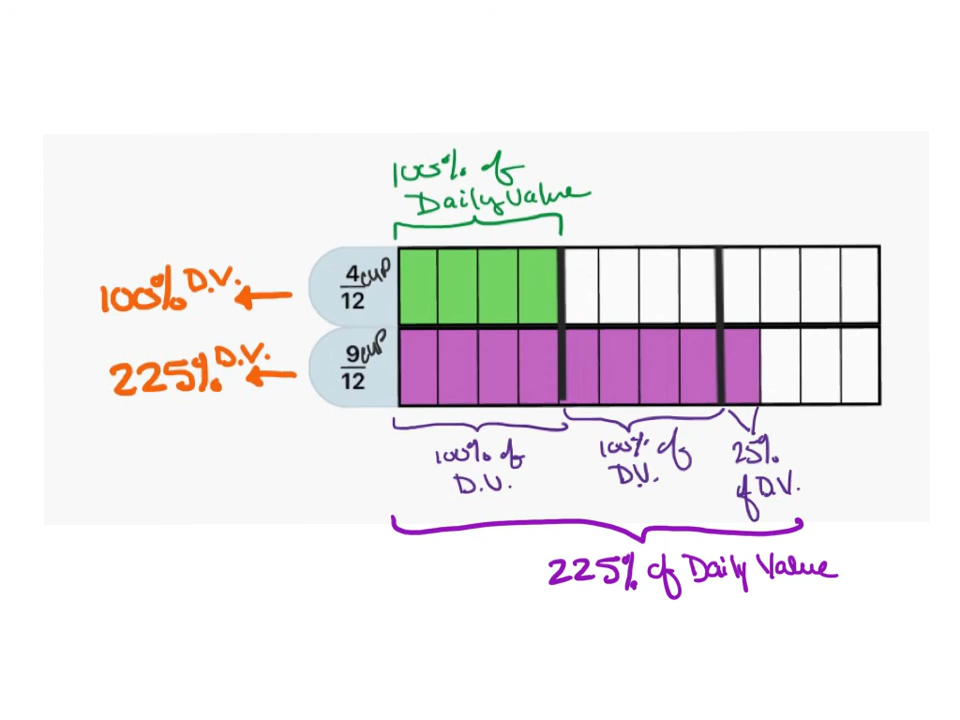 100% of
Daily Value
100% D.V.
4 cup
12
225% D.V.
9 cup
12
100% of
D.V.
100% of
D.V.
25%
of D.V.
225% of Daily Value